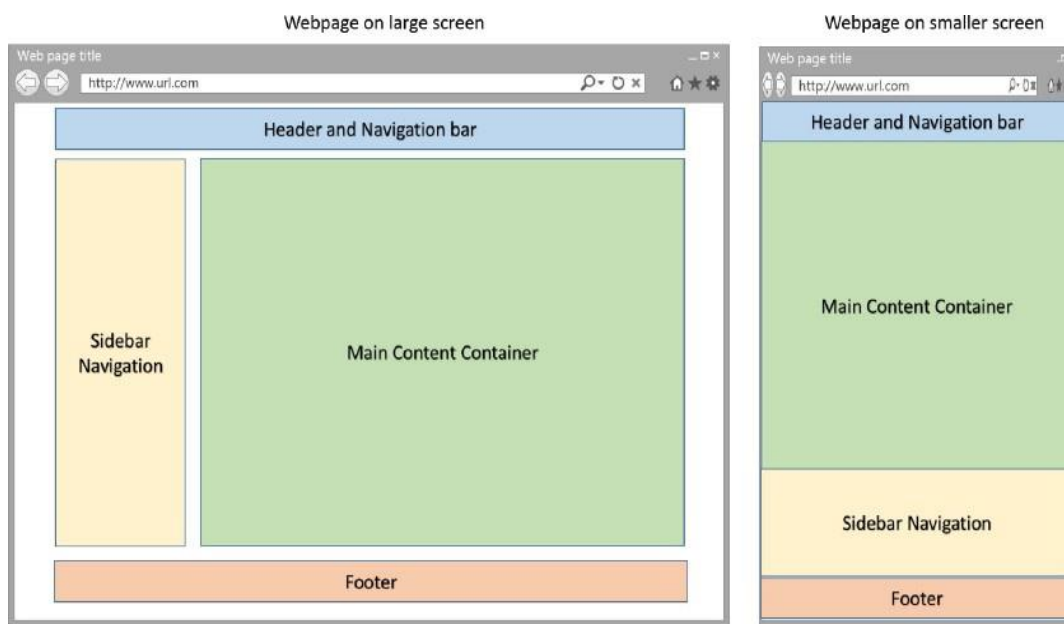 Webpage on large screen
Web page title
http://www.url.com
Header and Navigation bar
Sidebar
Navigation
Main Content Container
Footer
Webpage on smaller screen
Web page title
http://www.url.com
Header and Navigation bar
Main Content Container
Sidebar Navigation
Footer